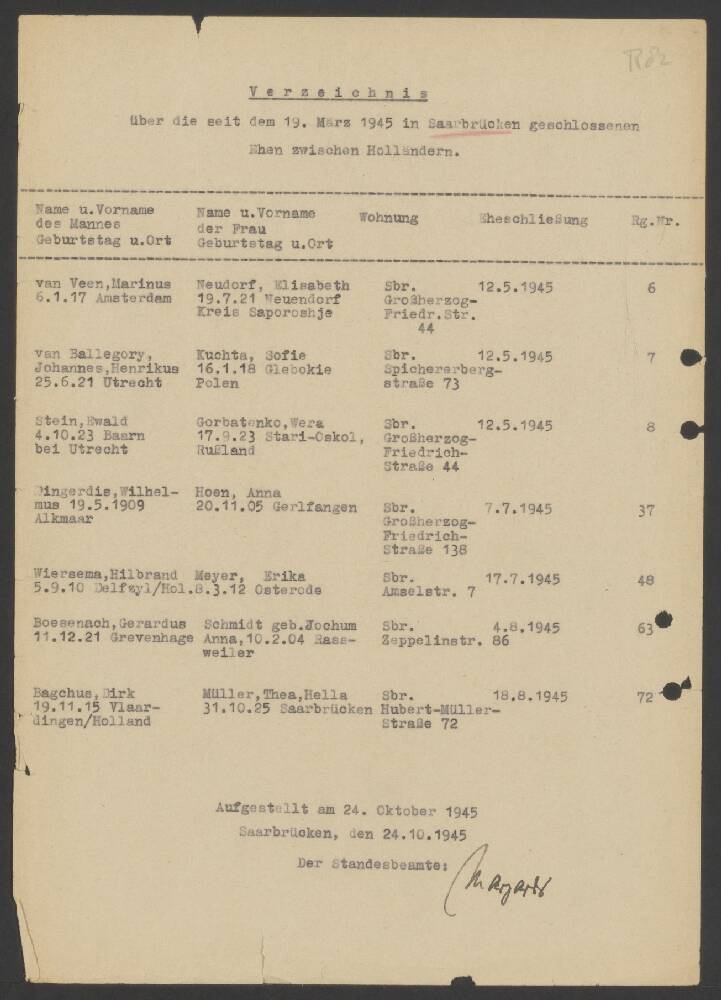 R82
Verzeichnis
über die seit dem 19. März 1945 in Saarbrücken geschlossenen
Ehen zwischen Holländern.
Name u.Vorname des Mannes Geburtstag u.Ort
Name u.Vorname der Frau Geburtstag u.Ort
Wohnung
Eheschließung
Rg.Nr.
van Veen,Marinus Neudorf, Elisabeth Sbr. 12.5.1945 6
6.1.17 Amsterdam 19.7.21 Neuendorf Großherzog-
Kreis Saporoshje Friedr.Str.
44
van Ballegory, Kuchta, Sofie Sbr. 12.5.1945 7
Johannes,Henrikus 16.1.18 Glebokie Spichererberg-
25.6.21 Utrecht Polen straße 73
Stein,Ewald Gorbatenko,Wera Sbr. 12.5.1945 8
4.10.23 Baarn 17.9.23 Stari-Oskol, Großherzog-
bei Utrecht Rußland Friedrich-
Straße 44
Dingerdis,Wilhel- Hoen, Anna
mus 19.5.1909 20.11.05 Gerlfangen Sbr. 7.7.1945 37
Alkmaar Großherzog-
Friedrich-
Straße 138
Wiersema,Hilbrand Meyer, Erika Sbr. 17.7.1945 48
5.9.10 Delfzyl/Hol.8.3.12 Osterode Amselstr. 7
Boesenach,Gerardus Schmidt geb.Jochum Sbr. 4.8.1945 63
11.12.21 Grevenhage Anna,10.2.04 Rass- Zeppelinstr. 86
weiler
Bagchus,Dirk Müller,Thea,Hella Sbr. 18.8.1945 72
19.11.15 Vlaar- 31.10.25 Saarbrücken Hubert-Müller-
dingen/Holland Straße 72
Aufgestellt am 24. Oktober 1945
Saarbrücken, den 24.10.1945
Der Standesbeamte: